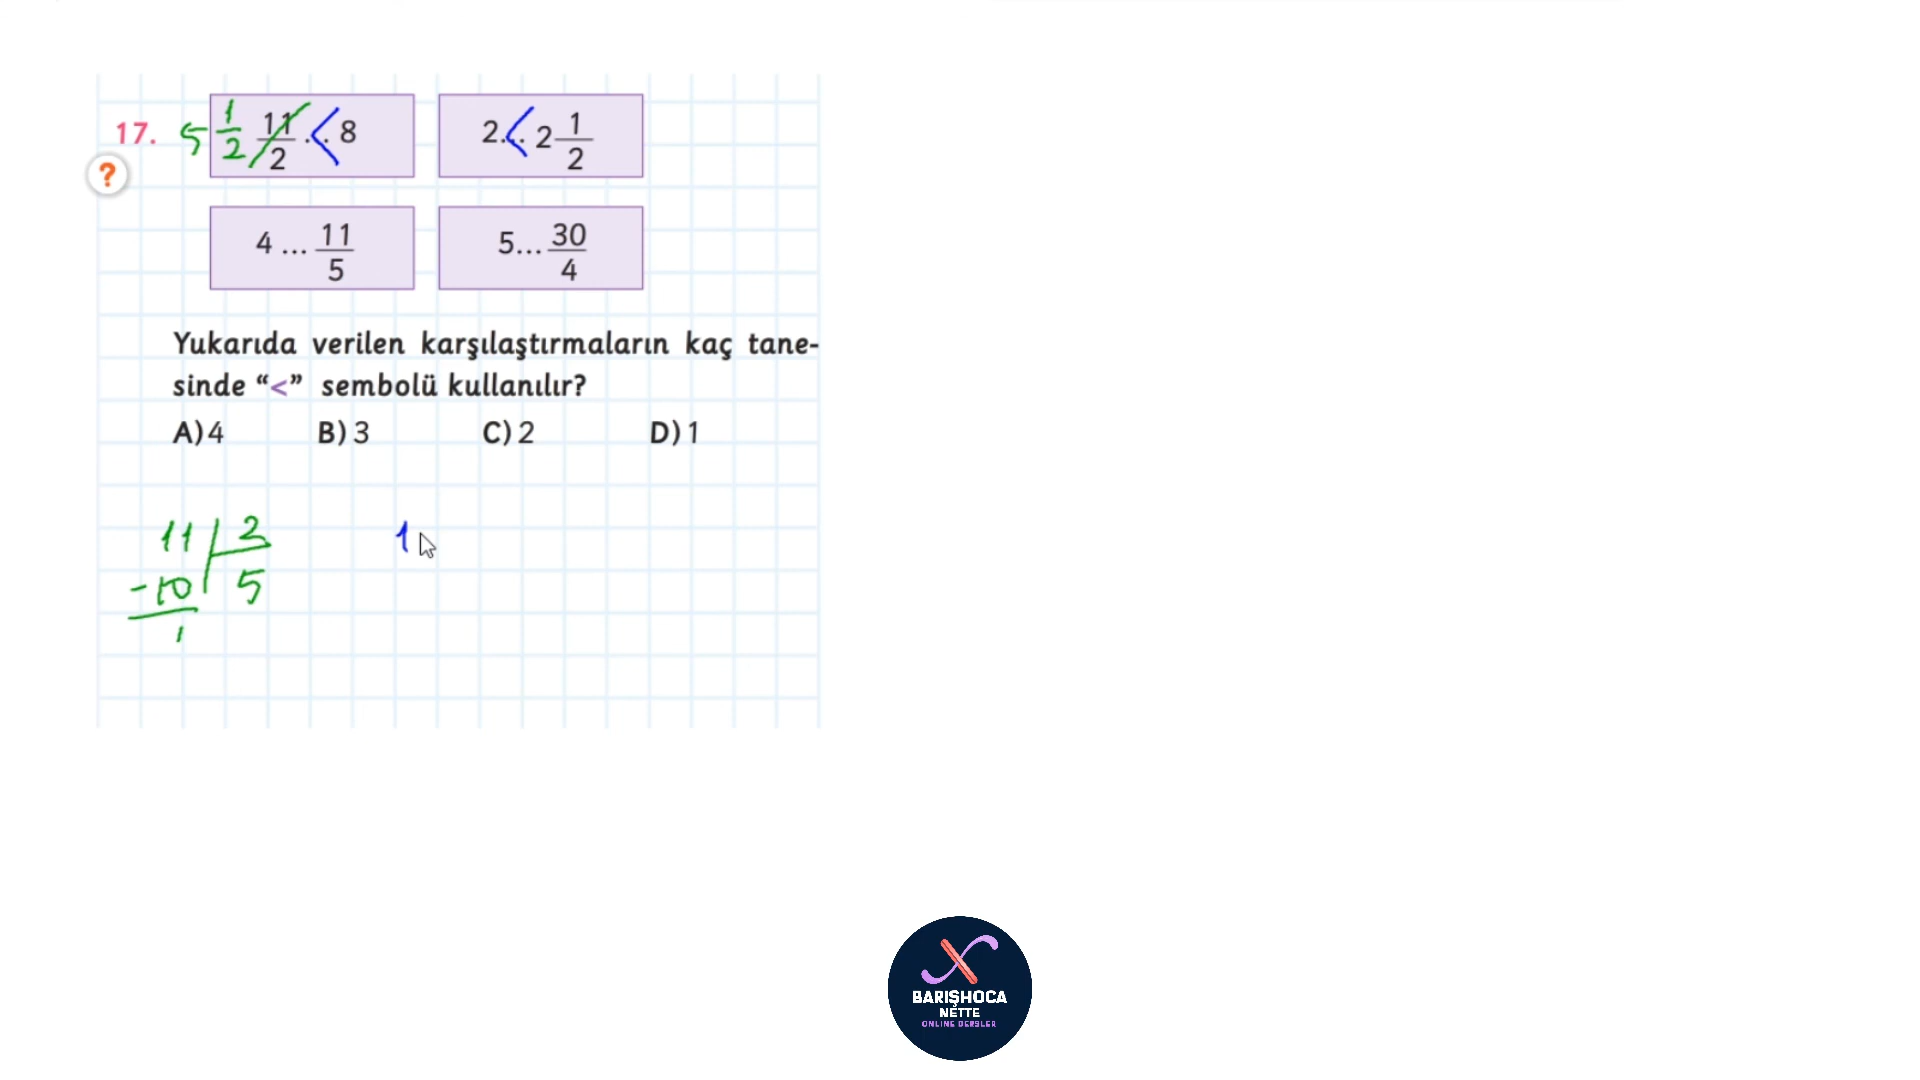 17. 5 1/2 11/2 ... < 8
2... < 2 1/2
?
4 ... 11/5
5... 30/4
Yukarıda verilen karşılaştırmaların kaç tane-
sinde “<” sembolü kullanılır?
A) 4 B) 3 C) 2 D) 1
11 | 2
-10 5
1
1
BARIŞHOCA
NETTE
ONLINE DERSLER